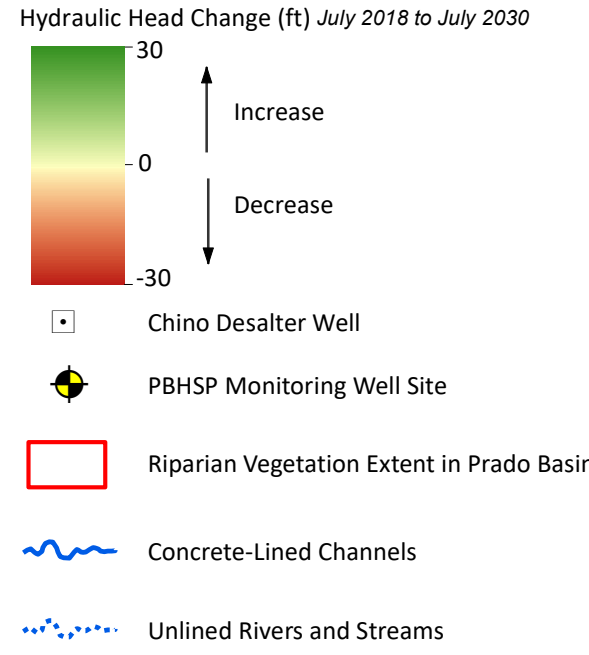 Hydraulic Head Change (ft) July 2018 to July 2030
30
Increase
0
Decrease
-30
Chino Desalter Well
PBHSP Monitoring Well Site
Riparian Vegetation Extent in Prado Basin
Concrete-Lined Channels
Unlined Rivers and Streams